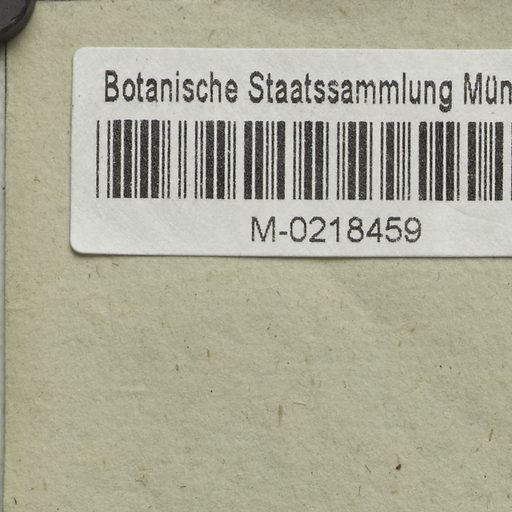 Botanische Staatssammlung Mün
M-0218459